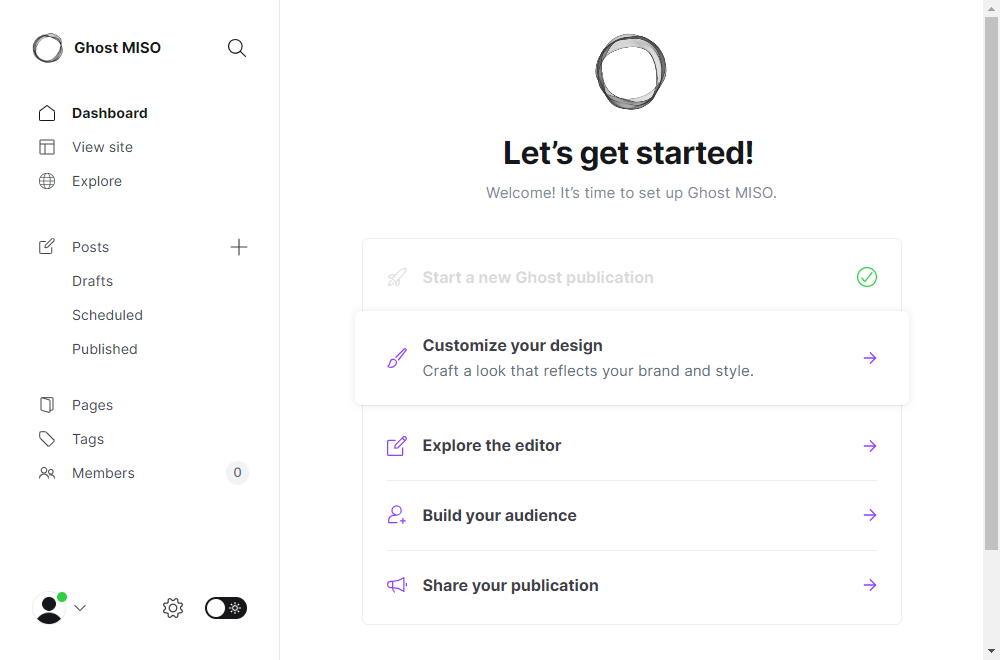 Ghost MISO
Dashboard
View site
Explore
Posts
Drafts
Scheduled
Published
Pages
Tags
Members 0
Let’s get started!
Welcome! It’s time to set up Ghost MISO.
Start a new Ghost publication
Customize your design
Craft a look that reflects your brand and style.
Explore the editor
Build your audience
Share your publication